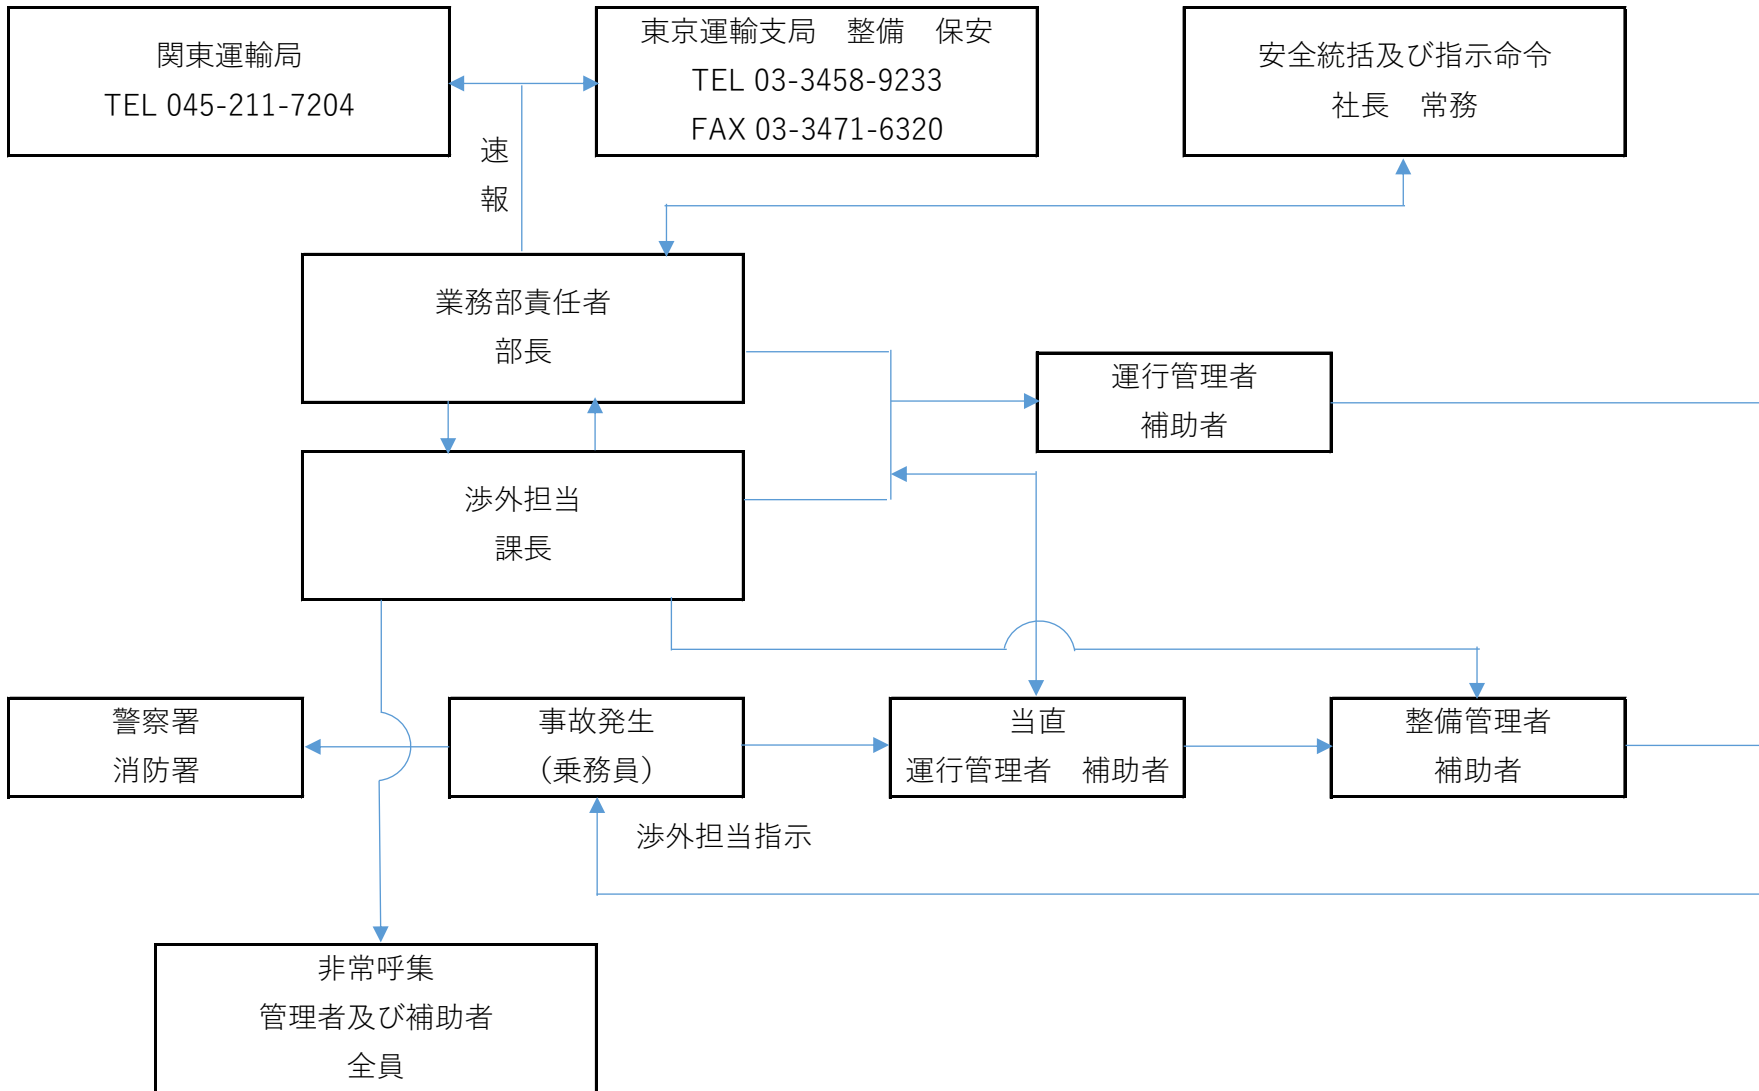 関東運輸局
TEL 045-211-7204
東京運輸支局　整備　保安
TEL 03-3458-9233
FAX 03-3471-6320
安全統括及び指示命令
社長　常務
速
報
業務部責任者
部長
運行管理者
補助者
渉外担当
課長
警察署
消防署
事故発生
（乗務員）
当直
運行管理者　補助者
整備管理者
補助者
渉外担当指示
非常呼集
管理者及び補助者
全員